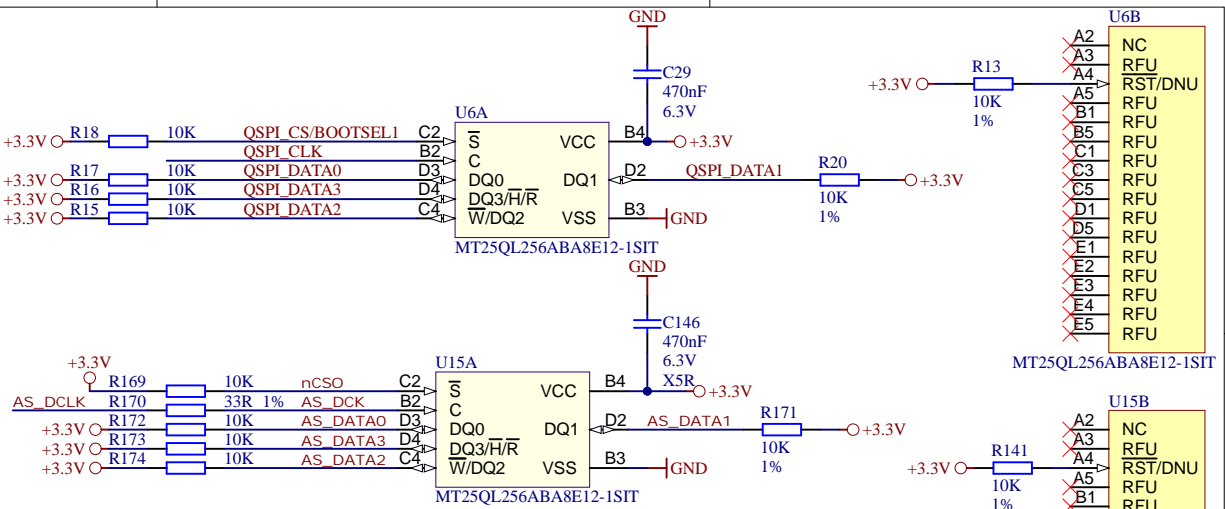 GND
U6B
C29
470nF
6.3V
U6A
+3.3V R18 10K QSPI_CS/BOOTSEL1 C2 S VCC B4 +3.3V
QSPI_CLK B2 C
+3.3V R17 10K QSPI_DATA0 D3 DQ0 DQ1 D2 QSPI_DATA1 R20 +3.3V
+3.3V R16 10K QSPI_DATA3 D4 DQ3/H/R 10K
+3.3V R15 10K QSPI_DATA2 C4 W/DQ2 VSS B3 GND 1%
MT25QL256ABA8E12-1SIT
A2 NC
A3 RFU
+3.3V R13 A4 RST/DNU
10K
1%
A5 RFU
B1 RFU
B5 RFU
C1 RFU
C3 RFU
C5 RFU
D1 RFU
D5 RFU
E1 RFU
E2 RFU
E3 RFU
E4 RFU
E5 RFU
MT25QL256ABA8E12-1SIT
GND
C146
470nF
6.3V
X5R
U15A
+3.3V
R169 10K nCSO C2 S VCC B4 +3.3V
AS_DCLK R170 33R 1% AS_DCK B2 C
+3.3V R172 10K AS_DATA0 D3 DQ0 DQ1 D2 AS_DATA1 R171 +3.3V
+3.3V R173 10K AS_DATA3 D4 DQ3/H/R 10K
+3.3V R174 10K AS_DATA2 C4 W/DQ2 VSS B3 GND 1%
MT25QL256ABA8E12-1SIT
U15B
A2 NC
A3 RFU
+3.3V R141 A4 RST/DNU
10K
1%
A5 RFU
B1 RFU